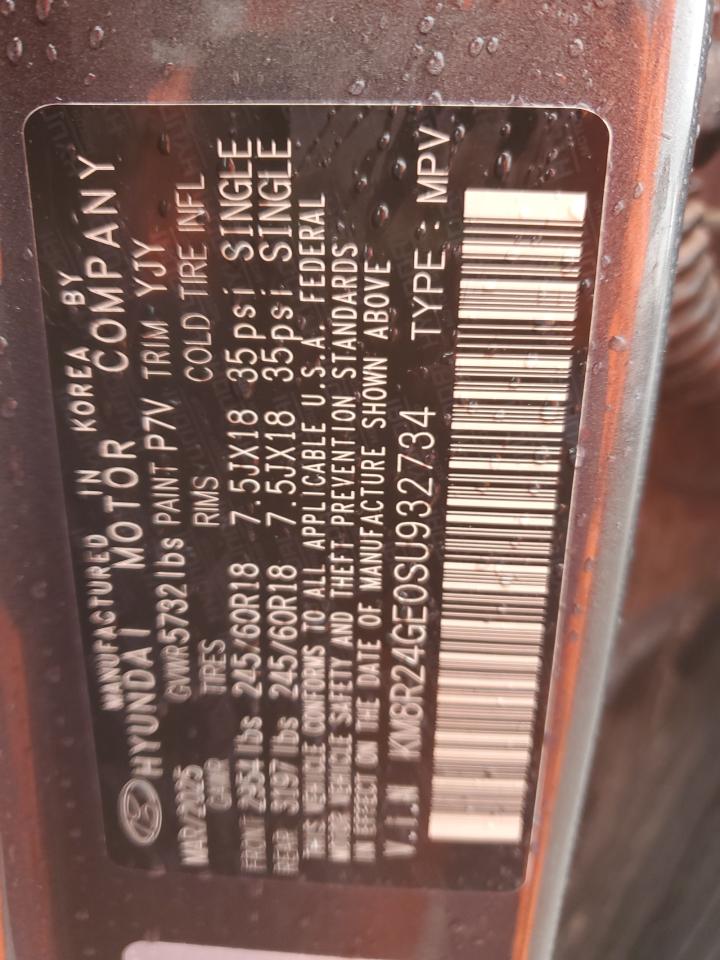 MANUFACTURED IN KOREA BY
HYUNDAI MOTOR COMPANY
MAR/2025 GVWR5732lbs PAINT P7V TRIM YJY
GAWR TIRES RIMS COLD TIRE INFL
FRONT 2954lbs 245/60R18 7.5JX18 35psi SINGLE
REAR 3197lbs 245/60R18 7.5JX18 35psi SINGLE
THIS VEHICLE CONFORMS TO ALL APPLICABLE U.S.A. FEDERAL
MOTOR VEHICLE SAFETY AND THEFT PREVENTION STANDARDS
IN EFFECT ON THE DATE OF MANUFACTURE SHOWN ABOVE
V.i.N KM8R24GE0SU932734 TYPE : MPV